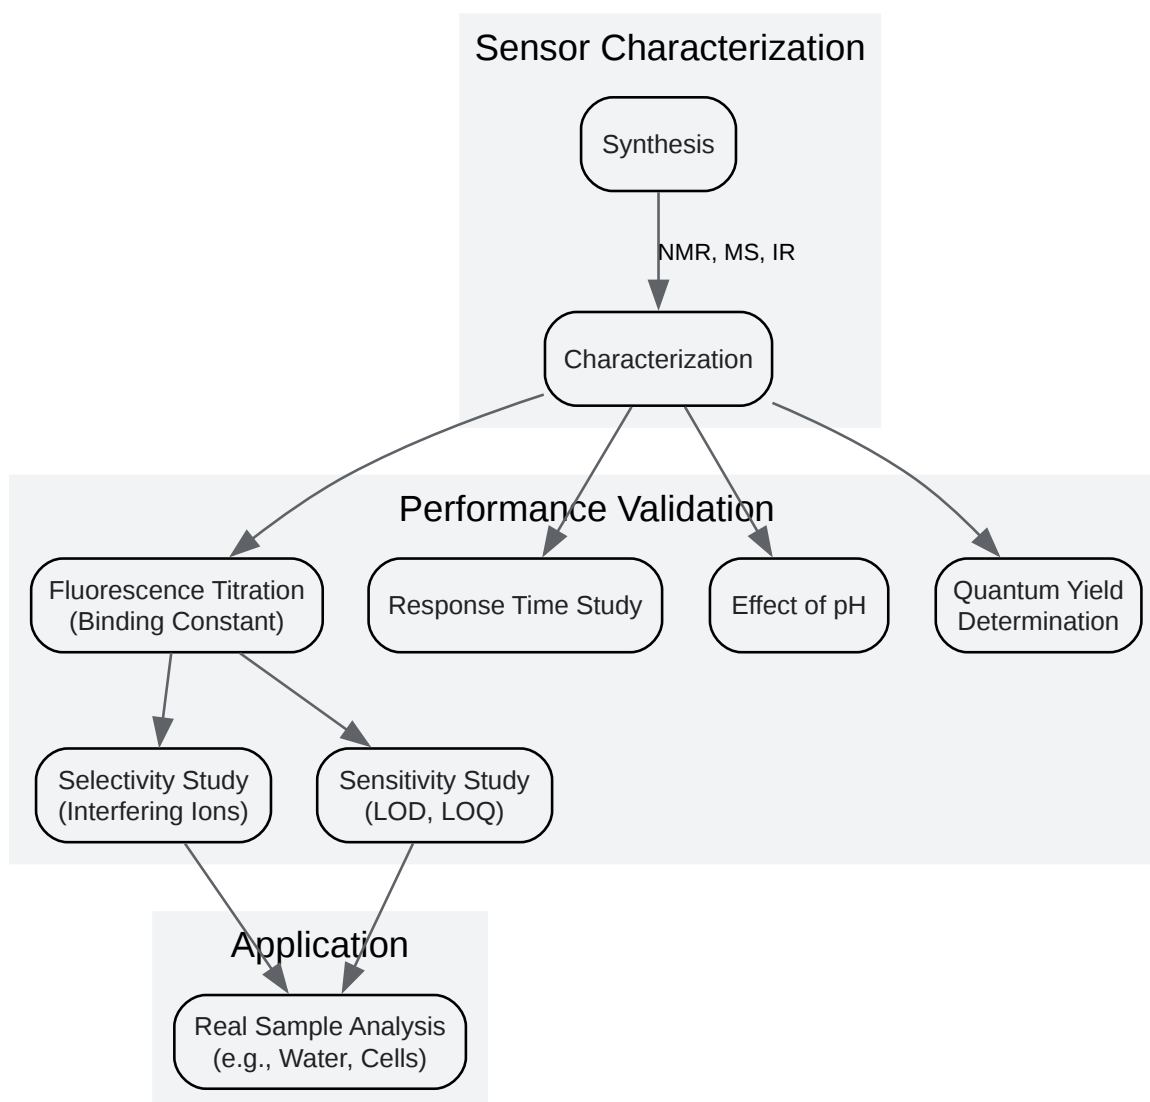 Sensor Characterization
Synthesis
NMR, MS, IR
Characterization
Performance Validation
Fluorescence Titration
(Binding Constant)
Response Time Study
Effect of pH
Quantum Yield
Determination
Selectivity Study
(Interfering Ions)
Sensitivity Study
(LOD, LOQ)
Application
Real Sample Analysis
(e.g., Water, Cells)